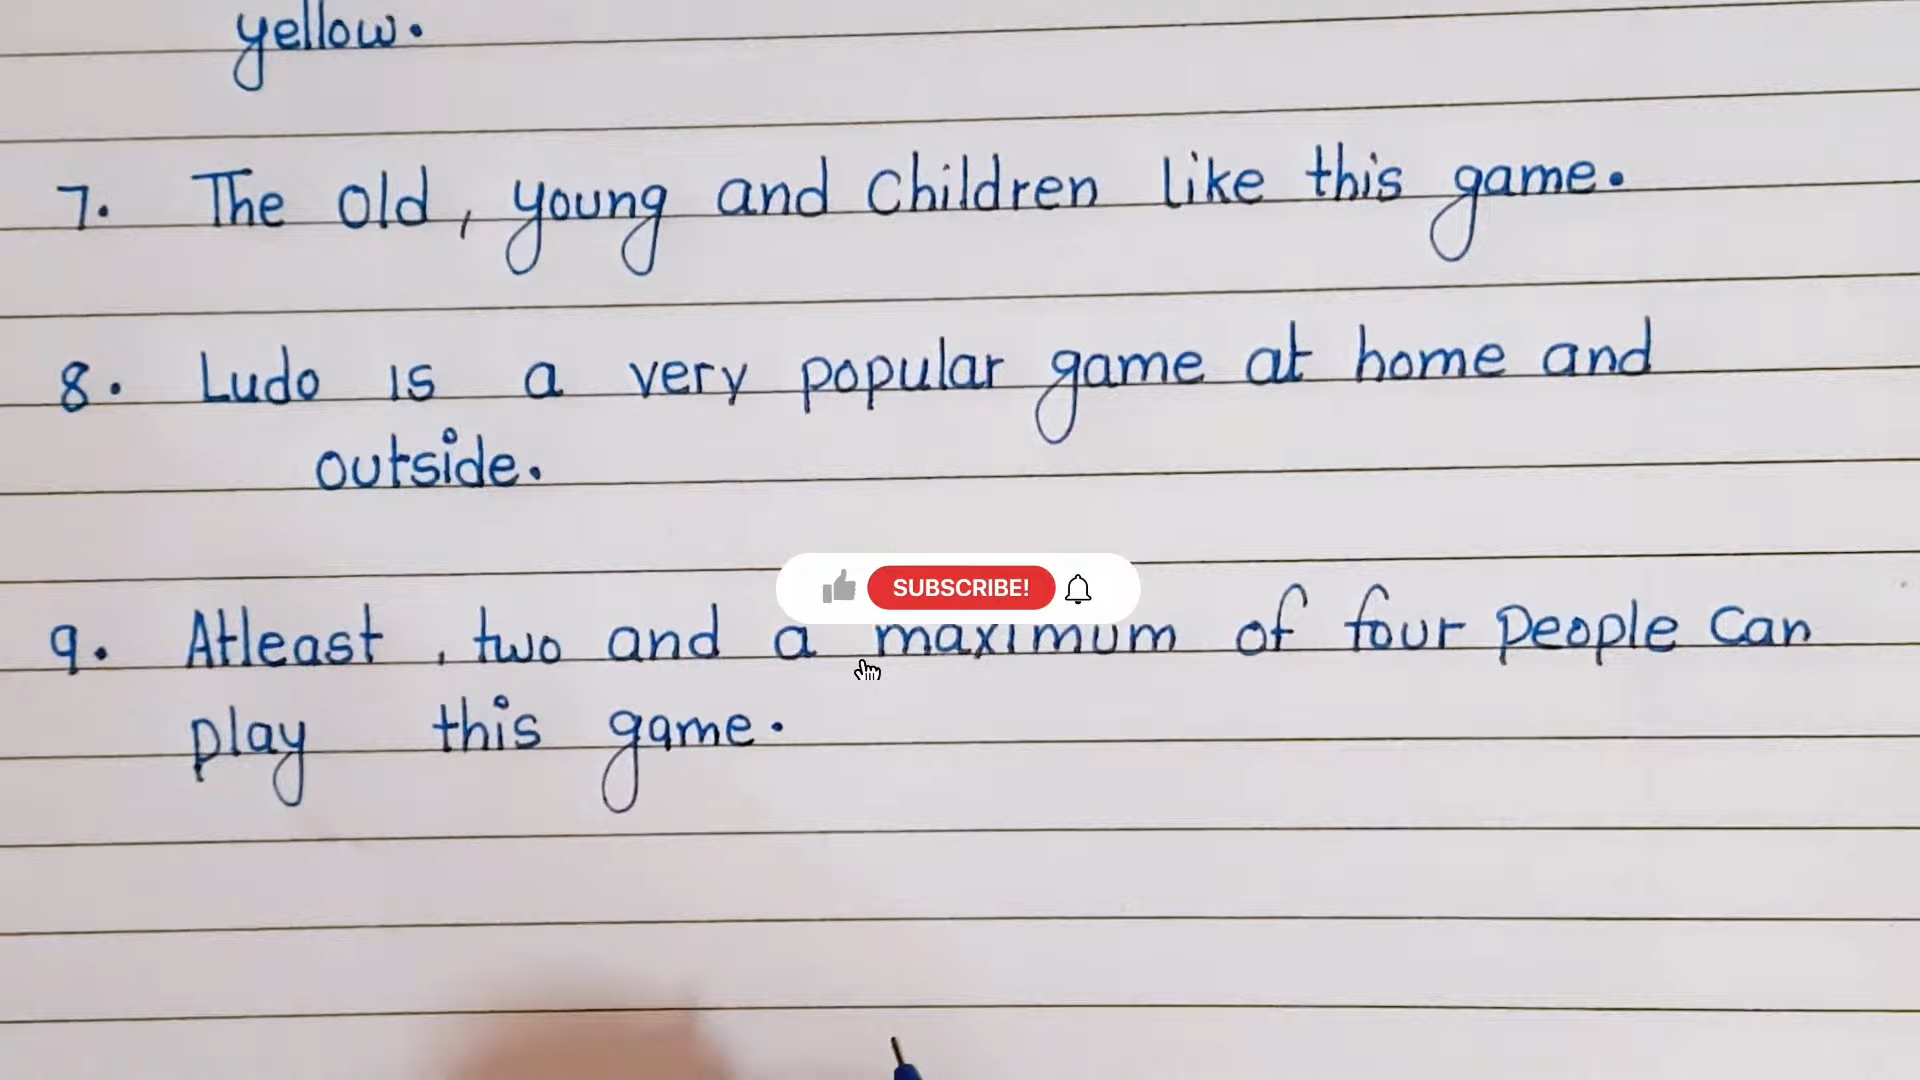 yellow.
7. The old, young and children like this game.
8. Ludo is a very popular game at home and
outside.
SUBSCRIBE!
9. Atleast, two and a maximum of four people can
play this game.